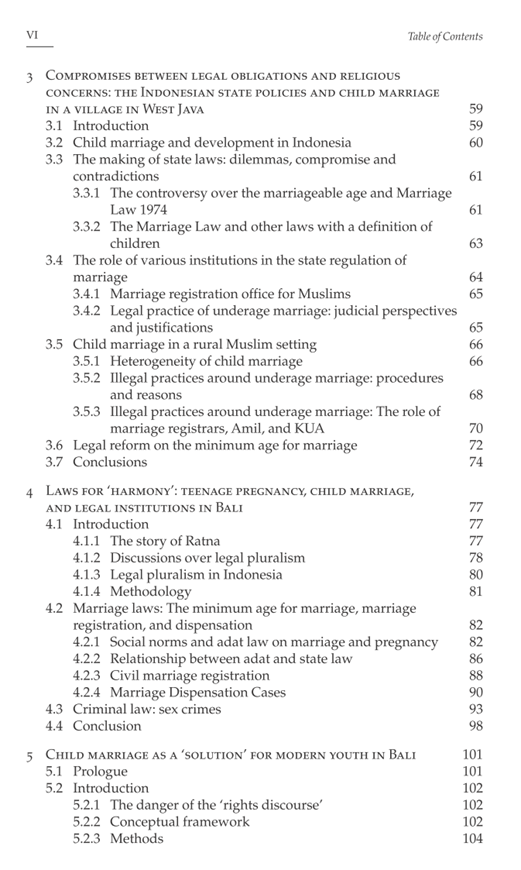 VI
Table of Contents
3 Compromises between legal obligations and religious
concerns: the Indonesian state policies and child marriage
in a village in West Java 59
3.1 Introduction 59
3.2 Child marriage and development in Indonesia 60
3.3 The making of state laws: dilemmas, compromise and
contradictions 61
3.3.1 The controversy over the marriageable age and Marriage
Law 1974 61
3.3.2 The Marriage Law and other laws with a definition of
children 63
3.4 The role of various institutions in the state regulation of
marriage 64
3.4.1 Marriage registration office for Muslims 65
3.4.2 Legal practice of underage marriage: judicial perspectives
and justifications 65
3.5 Child marriage in a rural Muslim setting 66
3.5.1 Heterogeneity of child marriage 66
3.5.2 Illegal practices around underage marriage: procedures
and reasons 68
3.5.3 Illegal practices around underage marriage: The role of
marriage registrars, Amil, and KUA 70
3.6 Legal reform on the minimum age for marriage 72
3.7 Conclusions 74
4 Laws for ‘harmony’: teenage pregnancy, child marriage,
and legal institutions in Bali 77
4.1 Introduction 77
4.1.1 The story of Ratna 77
4.1.2 Discussions over legal pluralism 78
4.1.3 Legal pluralism in Indonesia 80
4.1.4 Methodology 81
4.2 Marriage laws: The minimum age for marriage, marriage
registration, and dispensation 82
4.2.1 Social norms and adat law on marriage and pregnancy 82
4.2.2 Relationship between adat and state law 86
4.2.3 Civil marriage registration 88
4.2.4 Marriage Dispensation Cases 90
4.3 Criminal law: sex crimes 93
4.4 Conclusion 98
5 Child marriage as a ‘solution’ for modern youth in Bali 101
5.1 Prologue 101
5.2 Introduction 102
5.2.1 The danger of the ‘rights discourse’ 102
5.2.2 Conceptual framework 102
5.2.3 Methods 104